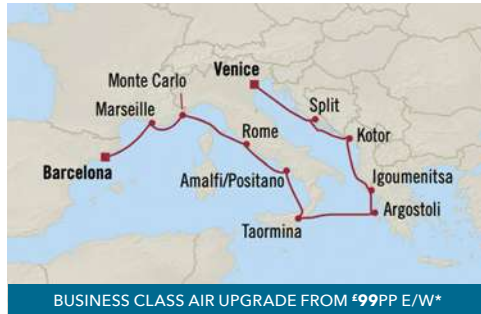 Venice
Monte Carlo
Marseille
Split
Rome
Kotor
Barcelona
Amalfi/Positano
Igoumenitsa
Argostoli
Taormina
BUSINESS CLASS AIR UPGRADE FROM £99PP E/W*